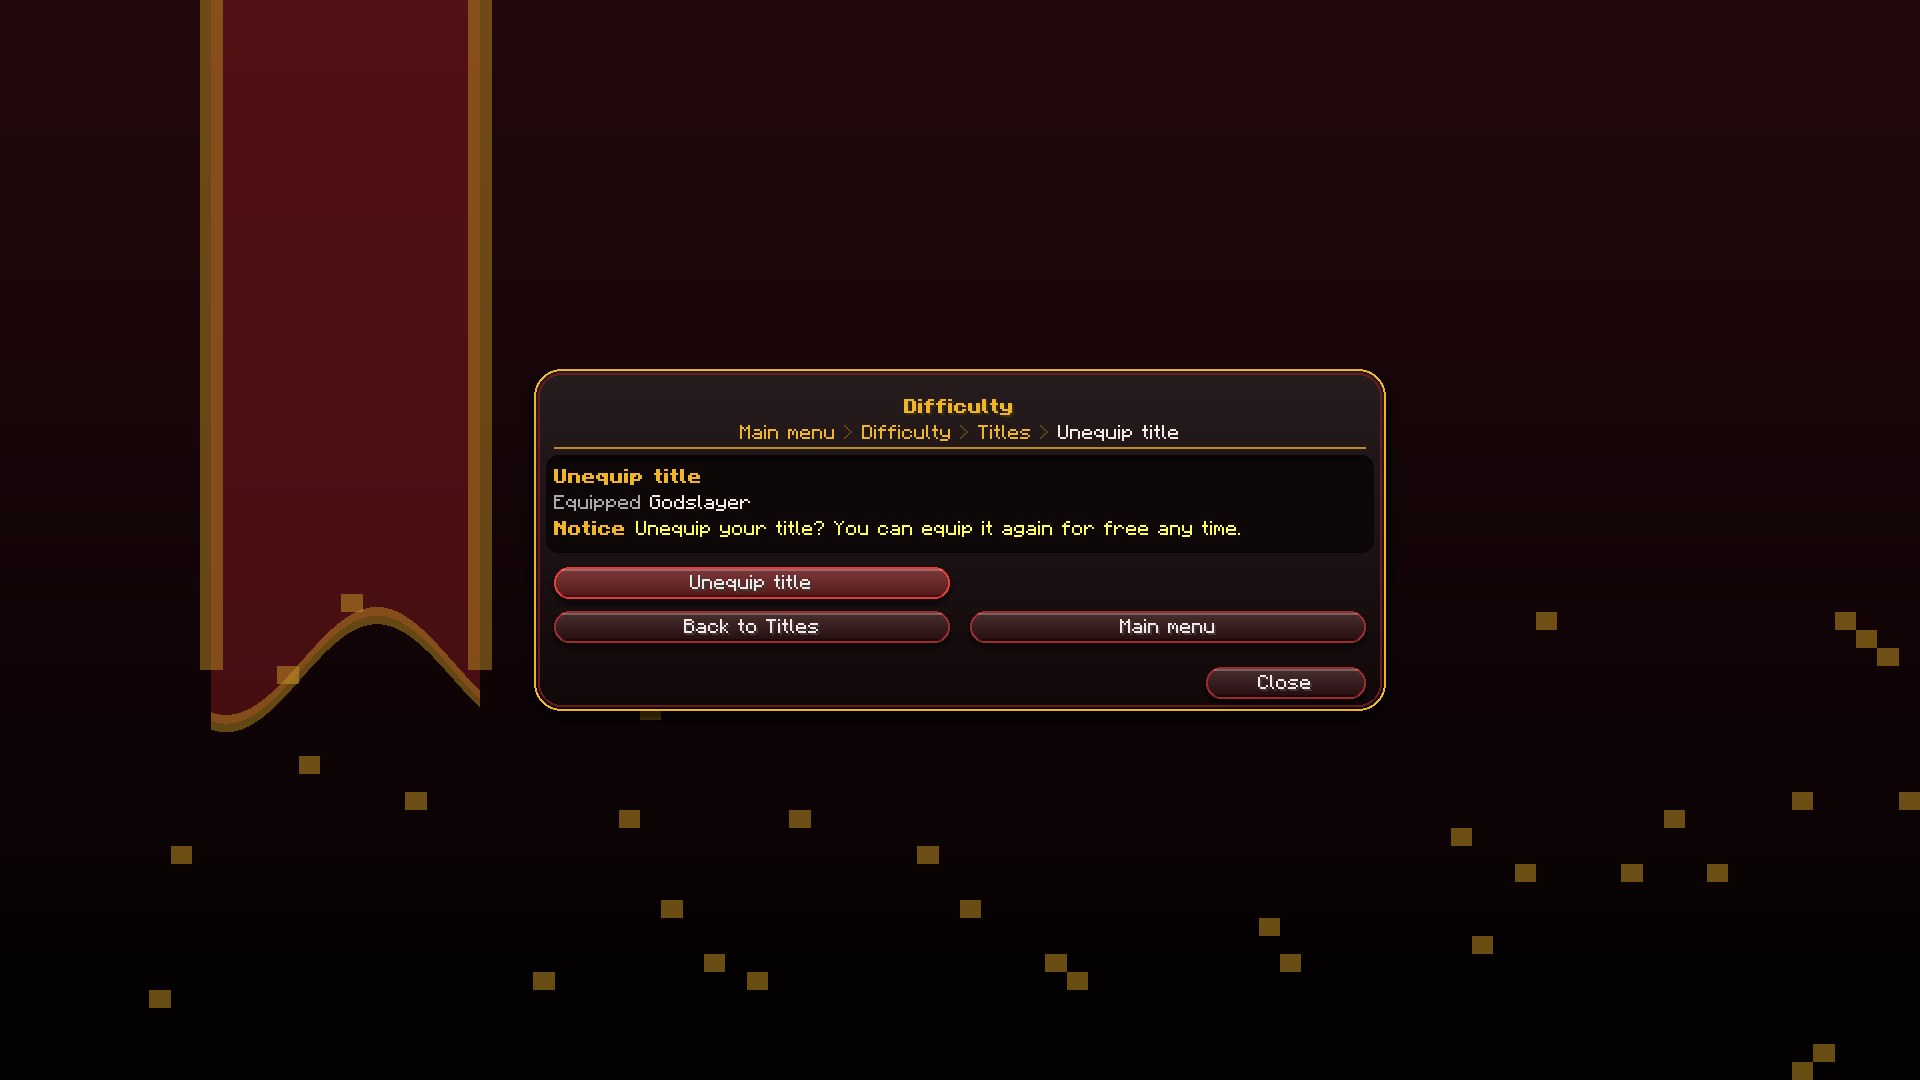 Difficulty
Main menu > Difficulty > Titles > Unequip title
Unequip title
Equipped Godslayer
Notice Unequip your title? You can equip it again for free any time.
Unequip title
Back to Titles
Main menu
Close